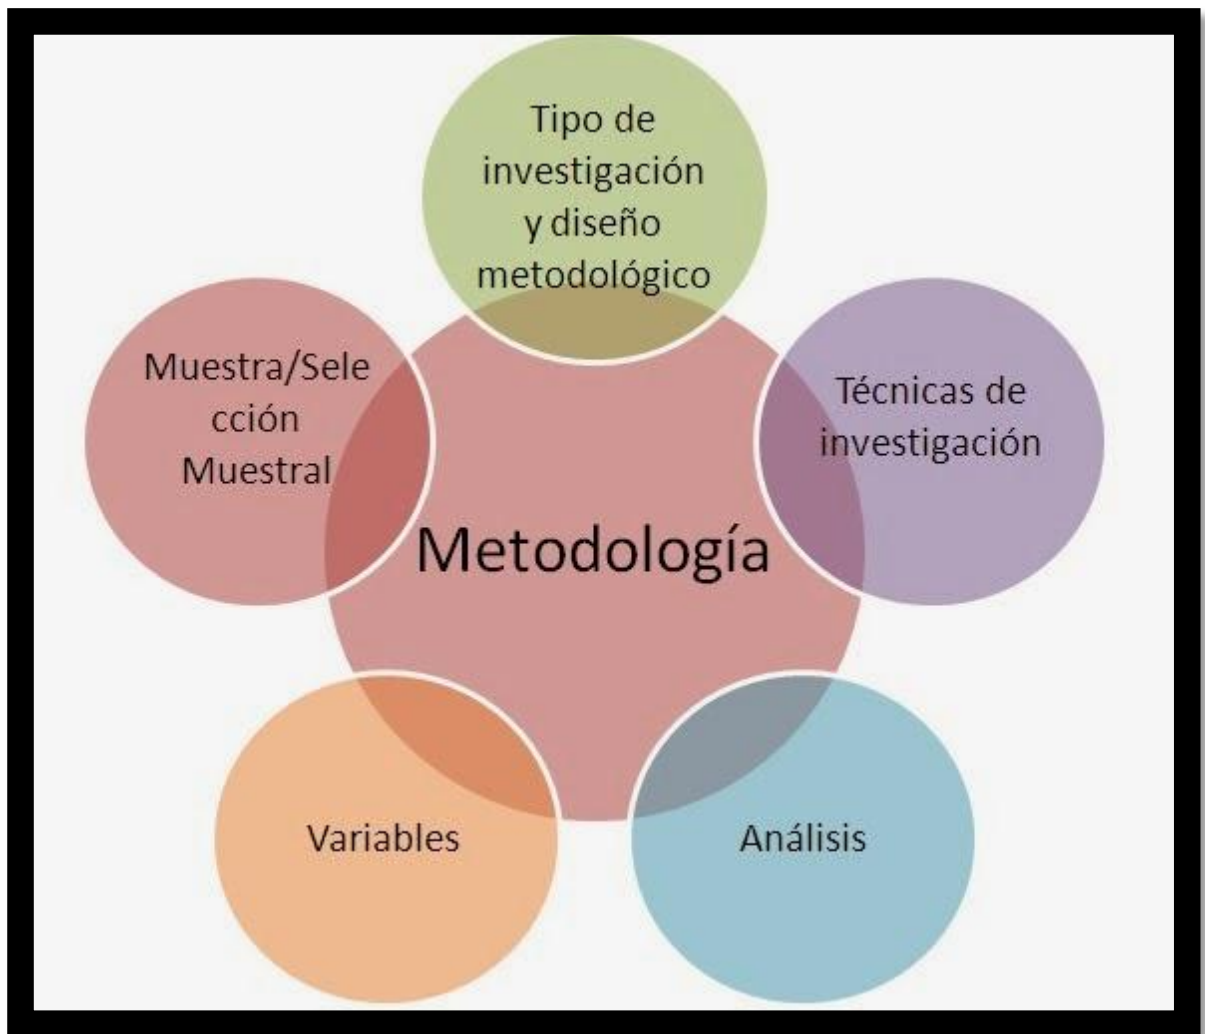 Tipo de
investigación
y diseño
metodológico
Muestra/Sele
cción
Muestral
Técnicas de
investigación
Metodología
Variables
Análisis